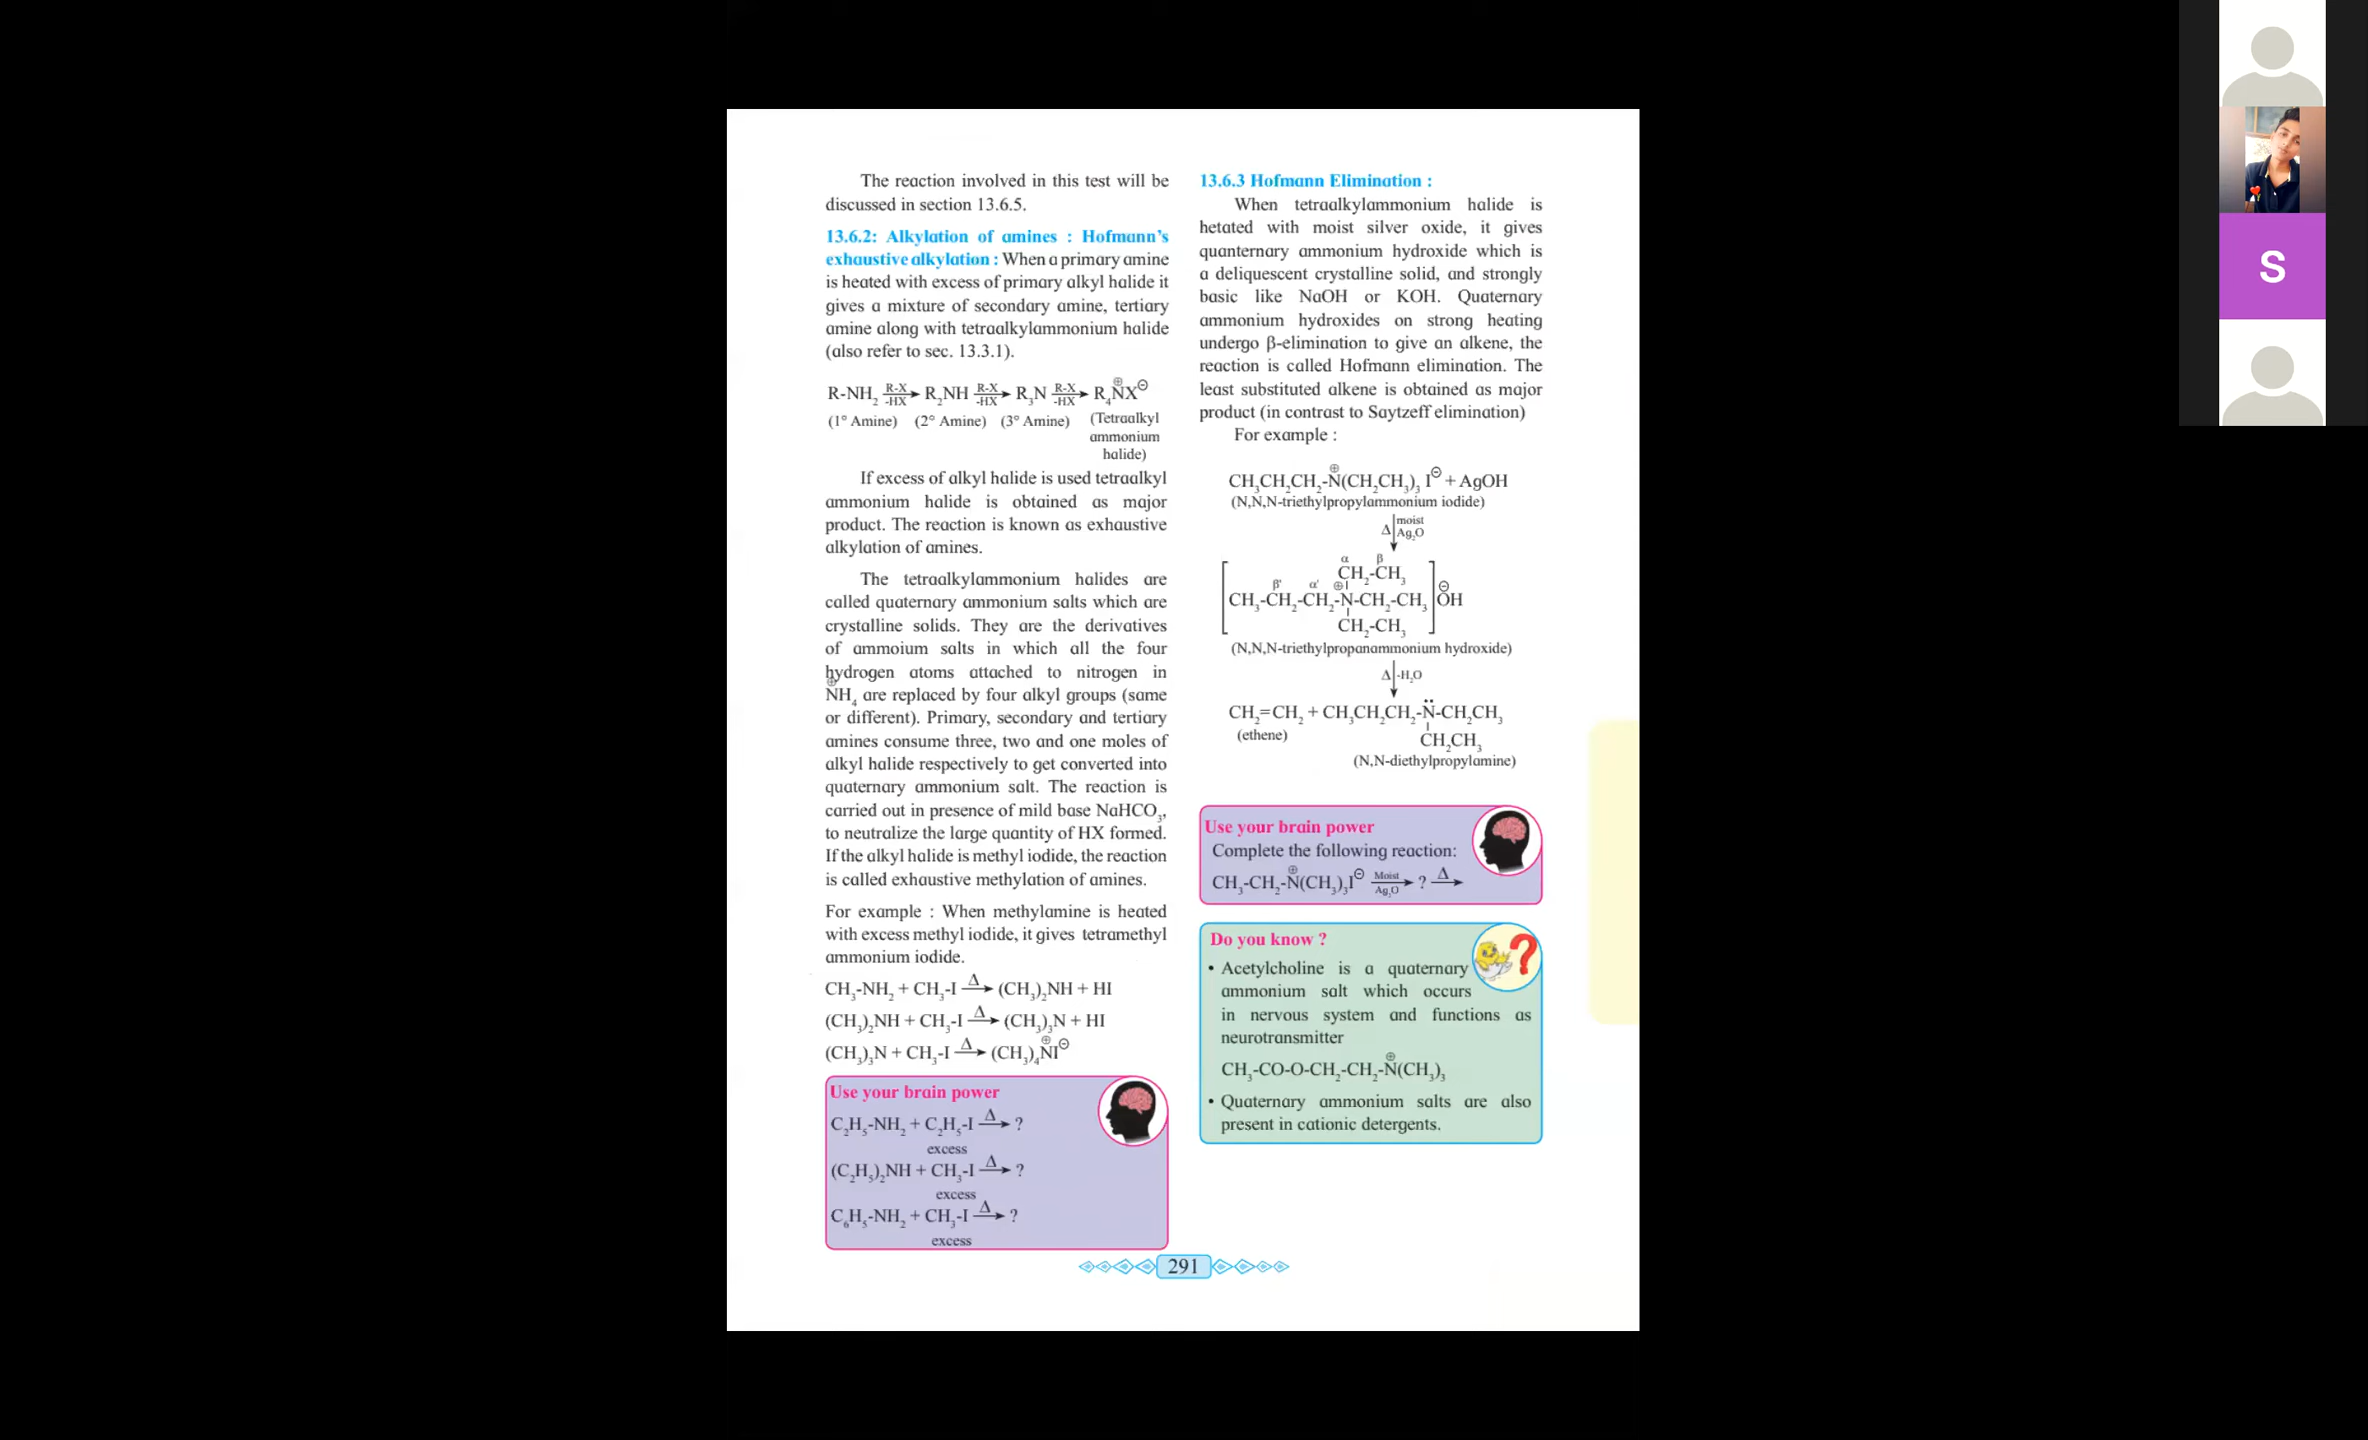 The reaction involved in this test will be
discussed in section 13.6.5.
13.6.2: Alkylation of amines : Hofmann's
exhaustive alkylation : When a primary amine
is heated with excess of primary alkyl halide it
gives a mixture of secondary amine, tertiary
amine along with tetraalkylammonium halide
(also refer to sec. 13.3.1).
R-NH₂ R-X/-HX→ R₂NH R-X/-HX→ R₃N R-X/-HX→ R₄N⊕X⊖
(1° Amine) (2° Amine) (3° Amine) (Tetraalkyl
ammonium
halide)
If excess of alkyl halide is used tetraalkyl
ammonium halide is obtained as major
product. The reaction is known as exhaustive
alkylation of amines.
The tetraalkylammonium halides are
called quaternary ammonium salts which are
crystalline solids. They are the derivatives
of ammoium salts in which all the four
hydrogen atoms attached to nitrogen in
N⊕H₄ are replaced by four alkyl groups (same
or different). Primary, secondary and tertiary
amines consume three, two and one moles of
alkyl halide respectively to get converted into
quaternary ammonium salt. The reaction is
carried out in presence of mild base NaHCO₃,
to neutralize the large quantity of HX formed.
If the alkyl halide is methyl iodide, the reaction
is called exhaustive methylation of amines.
For example : When methylamine is heated
with excess methyl iodide, it gives tetramethyl
ammonium iodide.
CH₃-NH₂ + CH₃-I Δ→ (CH₃)₂NH + HI
(CH₃)₂NH + CH₃-I Δ→ (CH₃)₃N + HI
(CH₃)₃N + CH₃-I Δ→ (CH₃)₄N⊕I⊖
Use your brain power
C₂H₅-NH₂ + C₂H₅-I Δ→ ?
excess
(C₂H₅)₂NH + CH₃-I Δ→ ?
excess
C₆H₅-NH₂ + CH₃-I Δ→ ?
excess
13.6.3 Hofmann Elimination :
When tetraalkylammonium halide is
hetated with moist silver oxide, it gives
quanternary ammonium hydroxide which is
a deliquescent crystalline solid, and strongly
basic like NaOH or KOH. Quaternary
ammonium hydroxides on strong heating
undergo β-elimination to give an alkene, the
reaction is called Hofmann elimination. The
least substituted alkene is obtained as major
product (in contrast to Saytzeff elimination)
For example :
CH₃CH₂CH₂-N⊕(CH₂CH₃)₃ I⊖ + AgOH
(N,N,N-triethylpropylammonium iodide)
Δ moist
Ag₂O
α β
CH₂-CH₃
β' α' ⊕ ⊖
CH₃-CH₂-CH₂-N-CH₂-CH₃ OH
CH₂-CH₃
(N,N,N-triethylpropanammonium hydroxide)
Δ -H₂O
CH₂=CH₂ + CH₃CH₂CH₂-N̈-CH₂CH₃
(ethene) CH₂CH₃
(N,N-diethylpropylamine)
Use your brain power
Complete the following reaction:
CH₃-CH₂-N⊕(CH₃)₃I⊖ Moist/Ag₂O→ ? Δ→
Do you know ?
• Acetylcholine is a quaternary
ammonium salt which occurs
in nervous system and functions as
neurotransmitter
CH₃-CO-O-CH₂-CH₂-N⊕(CH₃)₃
• Quaternary ammonium salts are also
present in cationic detergents.
291
S